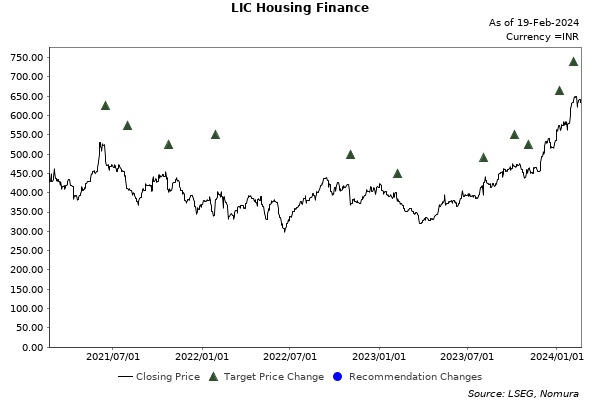 LIC Housing Finance
As of 19-Feb-2024
Currency =INR
750.00
700.00
650.00
600.00
550.00
500.00
450.00
400.00
350.00
300.00
250.00
200.00
150.00
100.00
50.00
0.00
2021/07/01 2022/01/01 2022/07/01 2023/01/01 2023/07/01 2024/01/01
Closing Price Target Price Change Recommendation Changes
Source: LSEG, Nomura